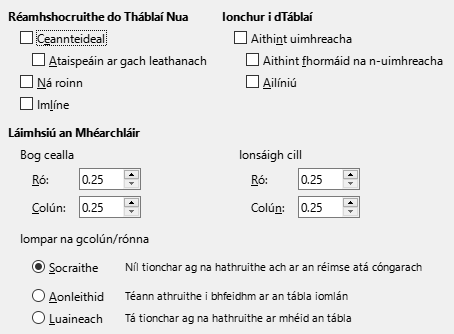 Réamhshocruithe do Tháblaí Nua
Ceannteideal
Ataispeáin ar gach leathanach
Ná roinn
Imlíne
Ionchur i dTáblaí
Aithint uimhreacha
Aithint fhormáid na n-uimhreacha
Ailíniú
Láimhsiú an Mhéarchláir
Bog cealla
Ró: 0.25
Colún: 0.25
Ionsáigh cill
Ró: 0.25
Colún: 0.25
Iompar na gcolún/rónna
Socraithe Níl tionchar ag na hathruithe ach ar an réimse atá cóngarach
Aonleithid Téann athruithe i bhfeidhm ar an tábla iomlán
Luaineach Tá tionchar ag na hathruithe ar mhéid an tábla